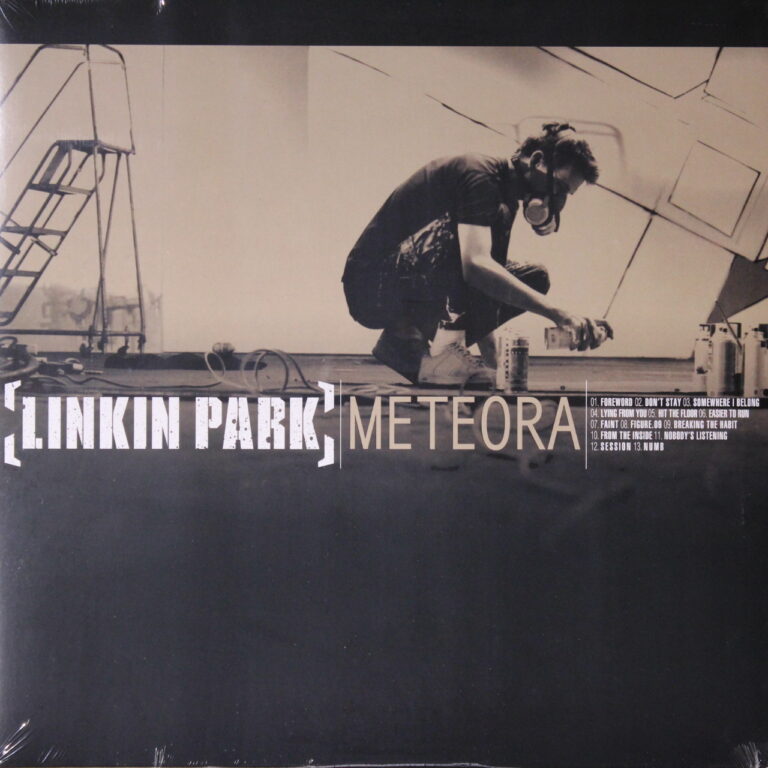 [LINKIN PARK]
METEORA
01. FOREWORD 02. DON'T STAY 03. SOMEWHERE I BELONG
04. LYING FROM YOU 05. HIT THE FLOOR 06. EASIER TO RUN
07. FAINT 08. FIGURE.09 09. BREAKING THE HABIT
10. FROM THE INSIDE 11. NOBODY'S LISTENING
12. SESSION 13. NUMB